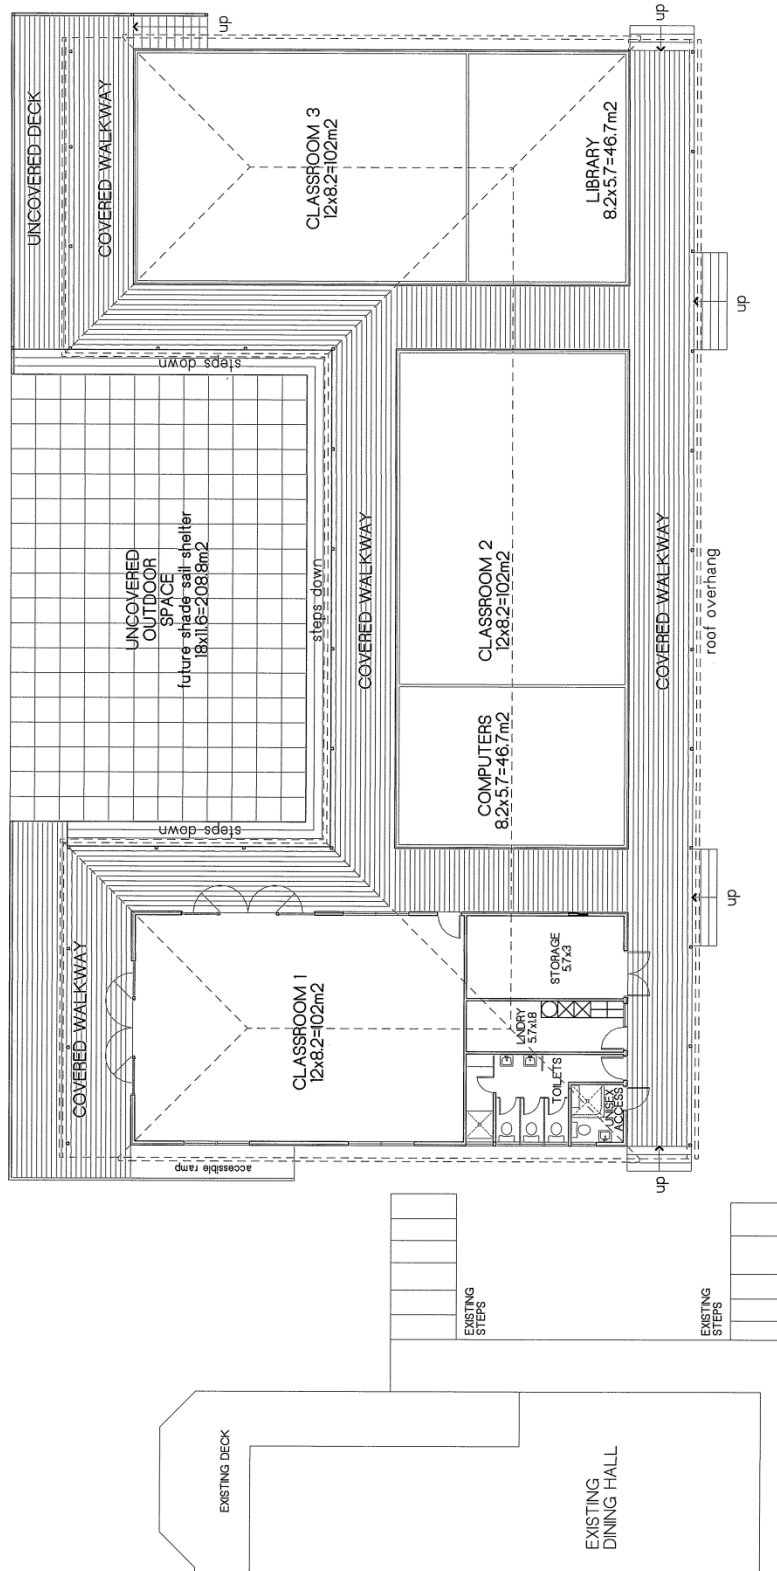 UNCOVERED DECK
COVERED WALKWAY
up
CLASSROOM 3
12x8.2=102m2
LIBRARY
8.2x5.7=46.7m2
up
up
steps down
UNCOVERED
OUTDOOR
SPACE
future shade sail shelter
18x11.6=208.8m2
steps down
steps down
COVERED WALKWAY
CLASSROOM 2
12x8.2=102m2
COMPUTERS
8.2x5.7=46.7m2
COVERED WALKWAY
roof overhang
up
COVERED WALKWAY
CLASSROOM 1
12x8.2=102m2
STORAGE
5.7x3
LNDRY
5.7x1.8
TOILETS
UNISEX
ACCESS
accessible ramp
up
EXISTING
STEPS
EXISTING
STEPS
EXISTING DECK
EXISTING
DINING HALL